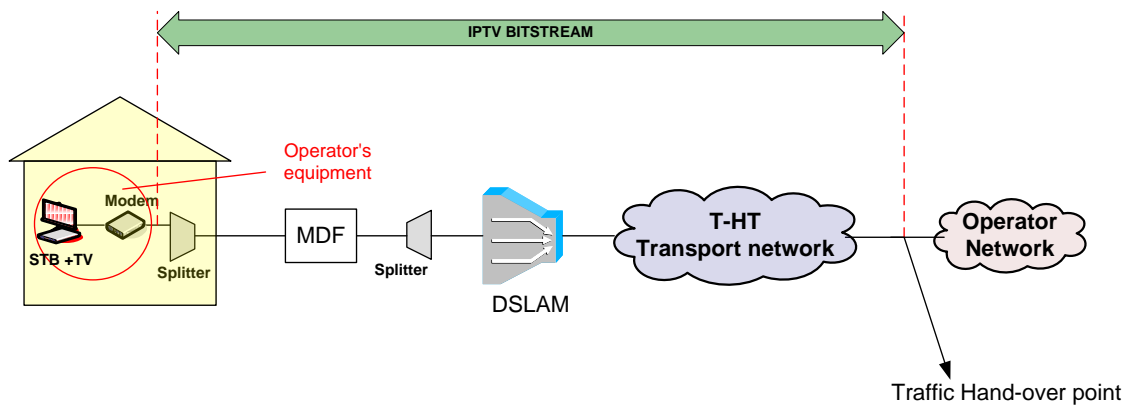 IPTV BITSTREAM
Operator's
equipment
Modem
STB +TV
Splitter
MDF
Splitter
DSLAM
T-HT
Transport network
Operator
Network
Traffic Hand-over point